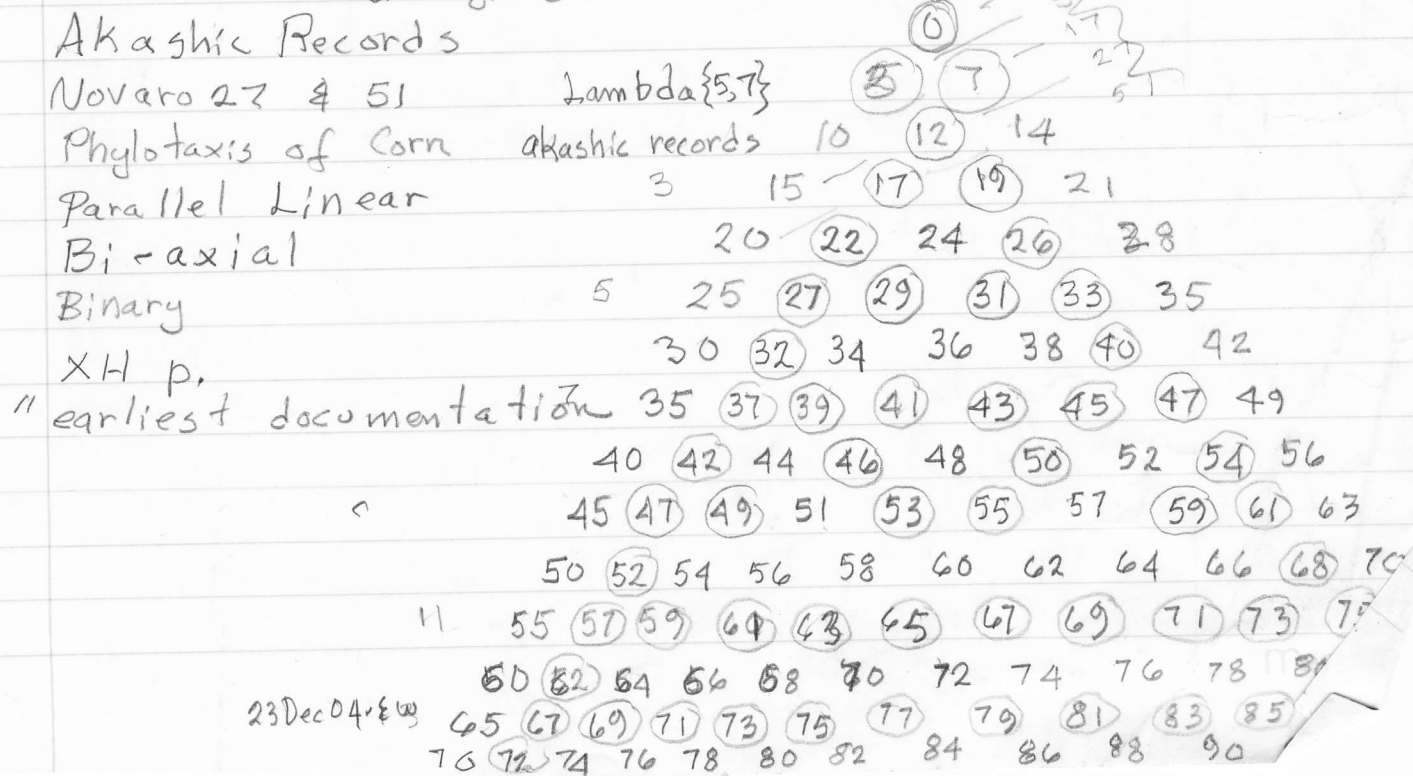 Akashic Records 0
Novaro 27 & 51 Lambda{5,7} 5 7
Phylotaxis of Corn akashic records 10 12 14
Parallel Linear 3 15 17 19 21
Bi-axial 20 22 24 26 28
Binary 5 25 27 29 31 33 35
XH p. 30 32 34 36 38 40 42
" earliest documentation 35 37 39 41 43 45 47 49
40 42 44 46 48 50 52 54 56
45 47 49 51 53 55 57 59 61 63
50 52 54 56 58 60 62 64 66 68 70
11 55 57 59 61 63 65 67 69 71 73 75
60 62 64 66 68 70 72 74 76 78
23Dec04 65 67 69 71 73 75 77 79 81 83 85
70 72 74 76 78 80 82 84 86 88 90